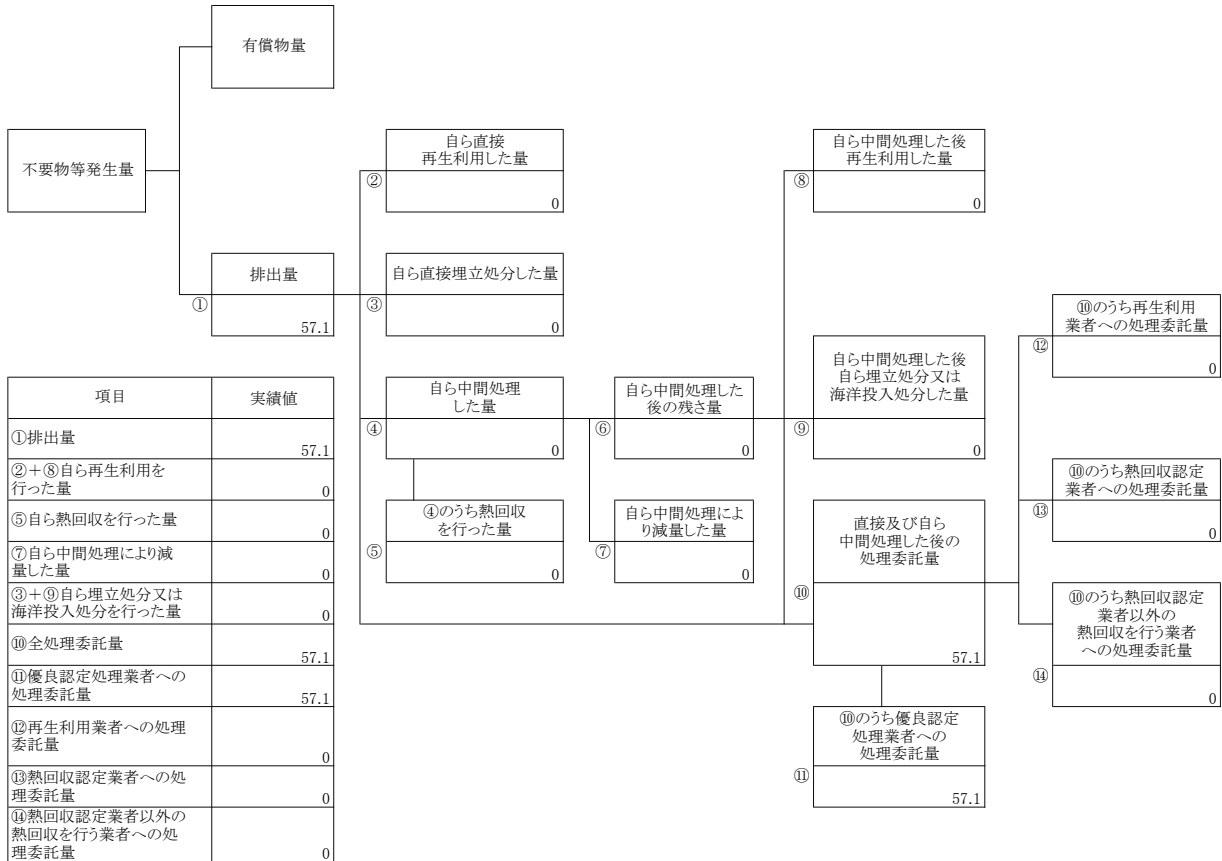 有償物量
不要物等発生量
自ら直接
再生利用した量
②
0
自ら中間処理した後
再生利用した量
⑧
0
排出量
①
57.1
自ら直接埋立処分した量
③
0
⑩のうち再生利用
業者への処理委託量
⑫
0
自ら中間処理
した量
④
0
自ら中間処理した
後の残さ量
⑥
0
自ら中間処理した後
自ら埋立処分又は
海洋投入処分した量
⑨
0
⑩のうち熱回収認定
業者への処理委託量
⑬
0
④のうち熱回収
を行った量
⑤
0
自ら中間処理によ
り減量した量
⑦
0
直接及び自ら
中間処理した後の
処理委託量
⑩
57.1
⑩のうち熱回収認定
業者以外の
熱回収を行う業者
への処理委託量
⑭
0
⑩のうち優良認定
処理業者への
処理委託量
⑪
57.1
項目 実績値
①排出量
57.1
②+⑧自ら再生利用を
行った量 0
⑤自ら熱回収を行った量
0
⑦自ら中間処理により減
量した量 0
③+⑨自ら埋立処分又は
海洋投入処分を行った量 0
⑩全処理委託量
57.1
⑪優良認定処理業者への
処理委託量 57.1
⑫再生利用業者への処理
委託量
0
⑬熱回収認定業者への処
理委託量 0
⑭熱回収認定業者以外の
熱回収を行う業者への処
理委託量 0